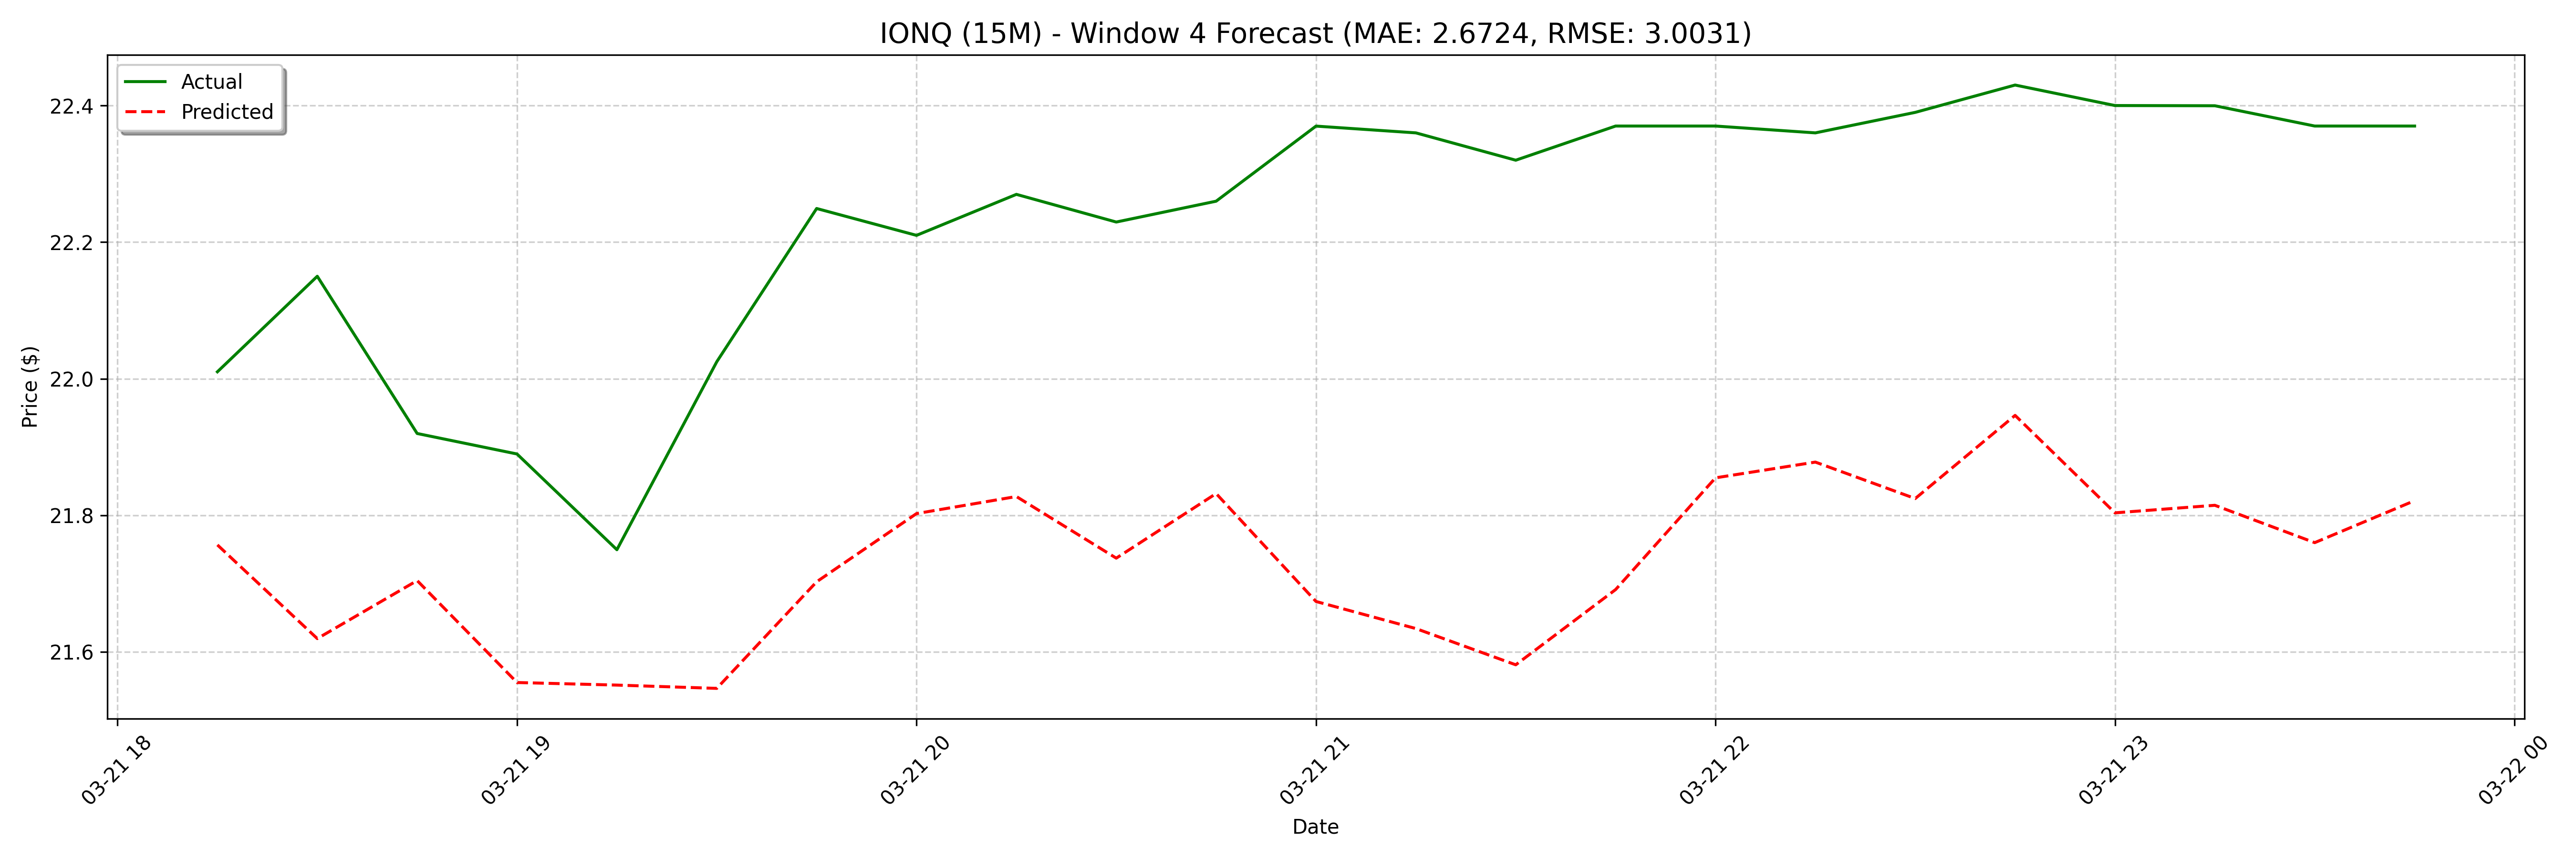 IONQ (15M) - Window 4 Forecast (MAE: 2.6724, RMSE: 3.0031)
Actual
Predicted
Price ($)
22.4
22.2
22.0
21.8
21.6
03-21 18
03-21 19
03-21 20
03-21 21
03-21 22
03-21 23
03-22 00
Date